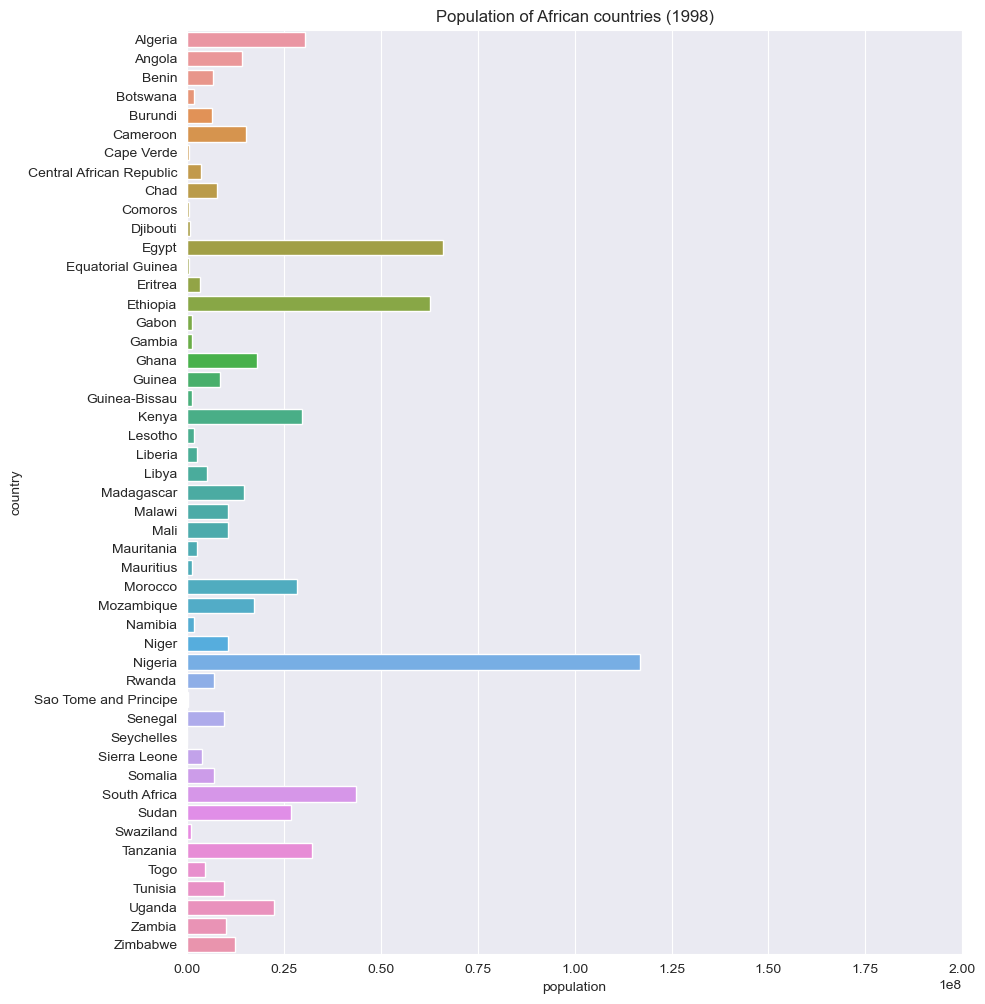 Population of African countries (1998)
Algeria
Angola
Benin
Botswana
Burundi
Cameroon
Cape Verde
Central African Republic
Chad
Comoros
Djibouti
Egypt
Equatorial Guinea
Eritrea
Ethiopia
Gabon
Gambia
Ghana
Guinea
Guinea-Bissau
Kenya
Lesotho
Liberia
Libya
Madagascar
Malawi
Mali
Mauritania
Mauritius
Morocco
Mozambique
Namibia
Niger
Nigeria
Rwanda
Sao Tome and Principe
Senegal
Seychelles
Sierra Leone
Somalia
South Africa
Sudan
Swaziland
Tanzania
Togo
Tunisia
Uganda
Zambia
Zimbabwe
country
0.00 0.25 0.50 0.75 1.00 1.25 1.50 1.75 2.00
1e8
population